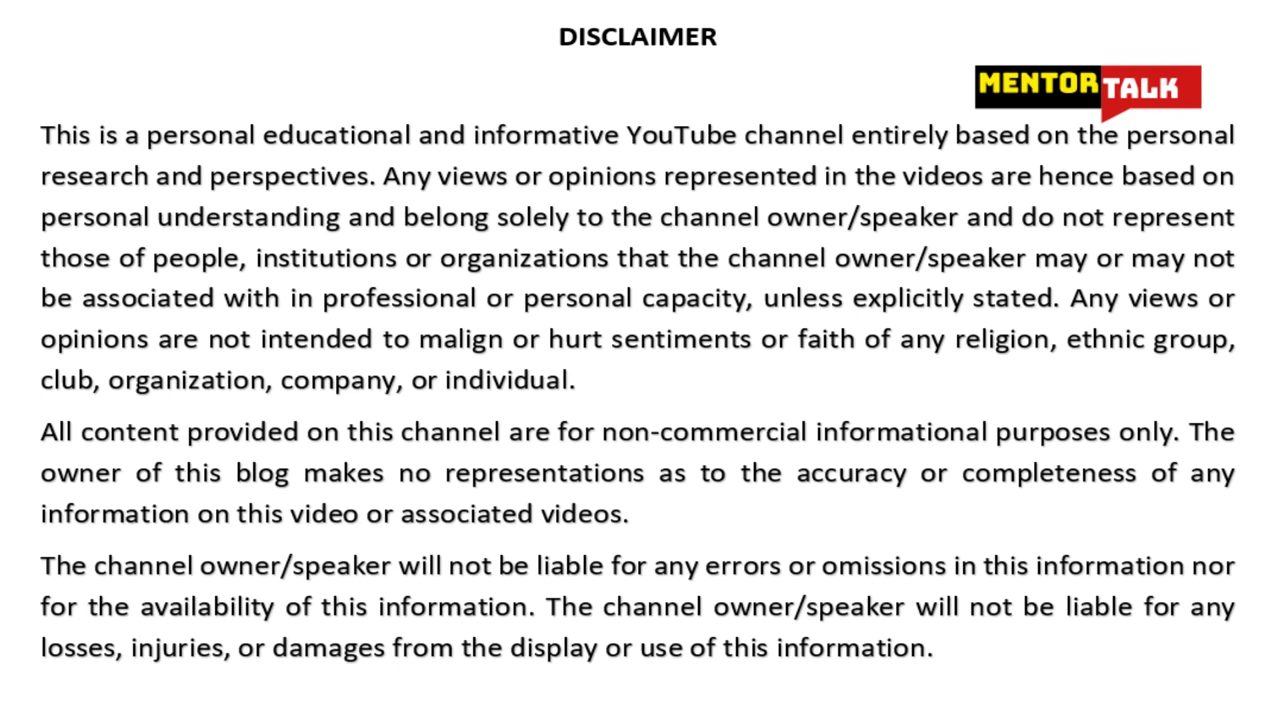 DISCLAIMER
MENTOR TALK
This is a personal educational and informative YouTube channel entirely based on the personal
research and perspectives. Any views or opinions represented in the videos are hence based on
personal understanding and belong solely to the channel owner/speaker and do not represent
those of people, institutions or organizations that the channel owner/speaker may or may not
be associated with in professional or personal capacity, unless explicitly stated. Any views or
opinions are not intended to malign or hurt sentiments or faith of any religion, ethnic group,
club, organization, company, or individual.
All content provided on this channel are for non-commercial informational purposes only. The
owner of this blog makes no representations as to the accuracy or completeness of any
information on this video or associated videos.
The channel owner/speaker will not be liable for any errors or omissions in this information nor
for the availability of this information. The channel owner/speaker will not be liable for any
losses, injuries, or damages from the display or use of this information.